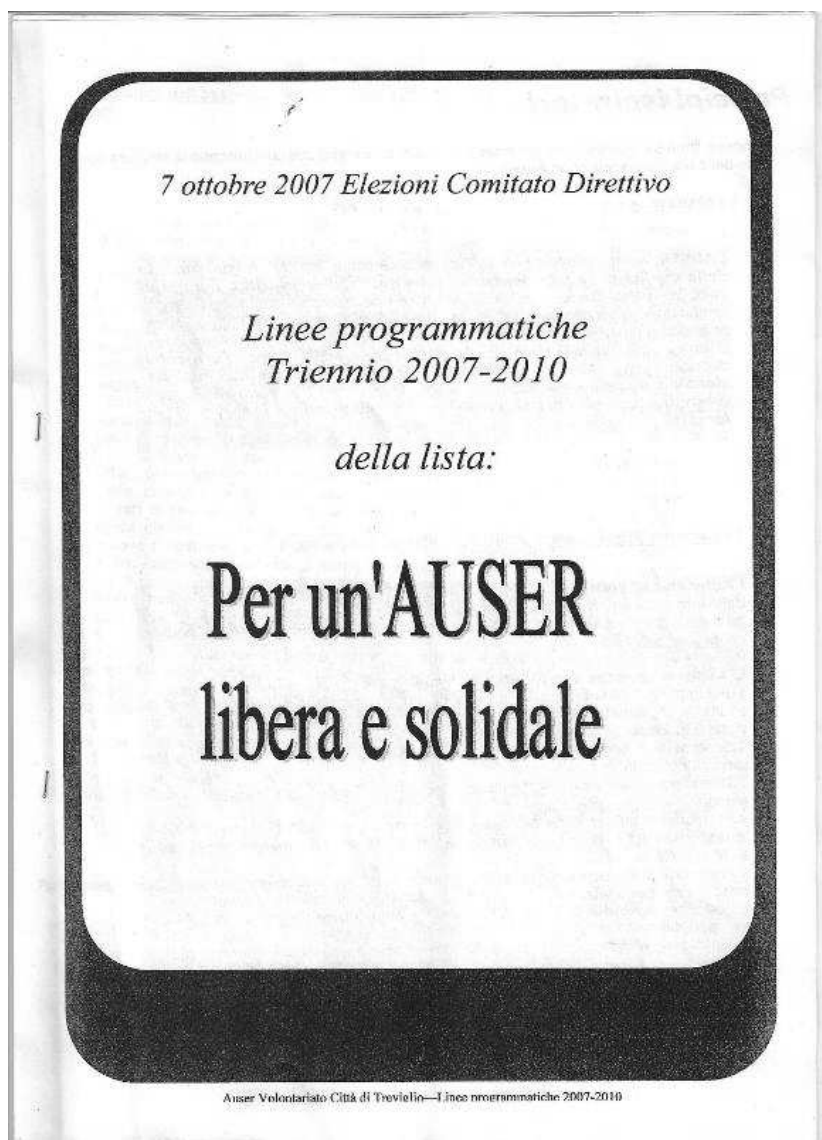 7 ottobre 2007 Elezioni Comitato Direttivo
Linee programmatiche
Triennio 2007-2010
della lista:
Per un'AUSER
libera e solidale
Auser Volontariato Città di Treviglio—Linee programmatiche 2007-2010